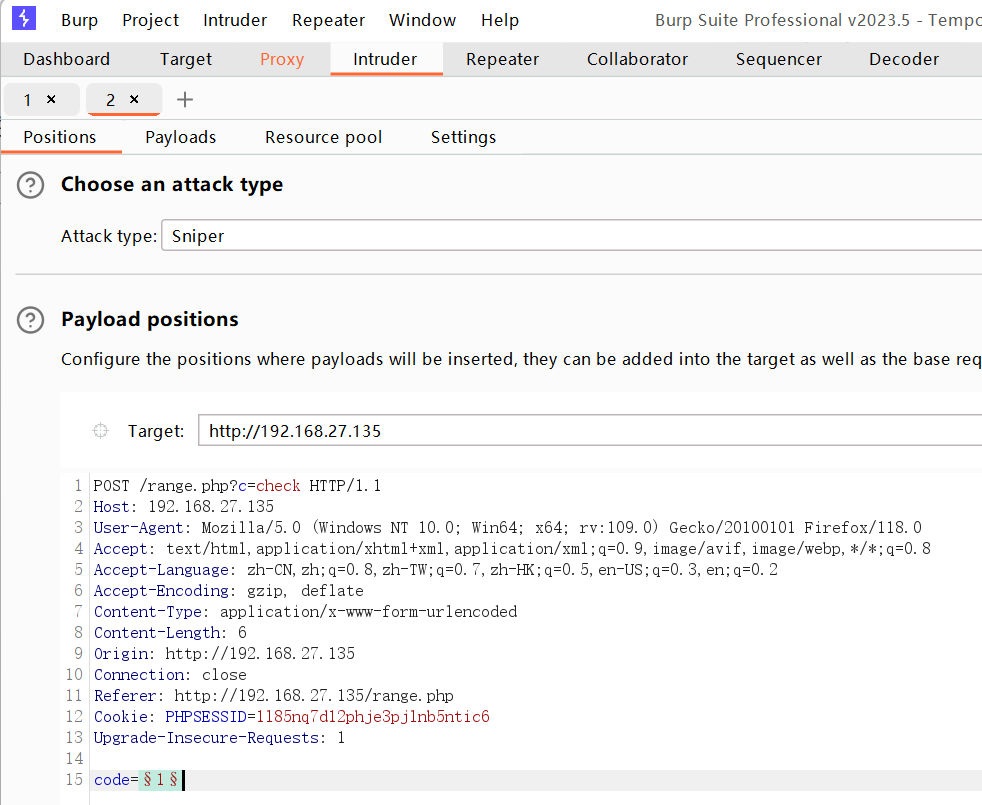 Burp Project Intruder Repeater Window Help Burp Suite Professional v2023.5 - Tempo
Dashboard Target Proxy Intruder Repeater Collaborator Sequencer Decoder
1 × 2 × +
Positions Payloads Resource pool Settings
? Choose an attack type
Attack type: Sniper
? Payload positions
Configure the positions where payloads will be inserted, they can be added into the target as well as the base req
Target: http://192.168.27.135
1 POST /range.php?c=check HTTP/1.1
2 Host: 192.168.27.135
3 User-Agent: Mozilla/5.0 (Windows NT 10.0; Win64; x64; rv:109.0) Gecko/20100101 Firefox/118.0
4 Accept: text/html,application/xhtml+xml,application/xml;q=0.9,image/avif,image/webp,*/*;q=0.8
5 Accept-Language: zh-CN,zh;q=0.8,zh-TW;q=0.7,zh-HK;q=0.5,en-US;q=0.3,en;q=0.2
6 Accept-Encoding: gzip, deflate
7 Content-Type: application/x-www-form-urlencoded
8 Content-Length: 6
9 Origin: http://192.168.27.135
10 Connection: close
11 Referer: http://192.168.27.135/range.php
12 Cookie: PHPSESSID=1l85nq7d12phje3pjlnb5ntic6
13 Upgrade-Insecure-Requests: 1
14
15 code=§1§